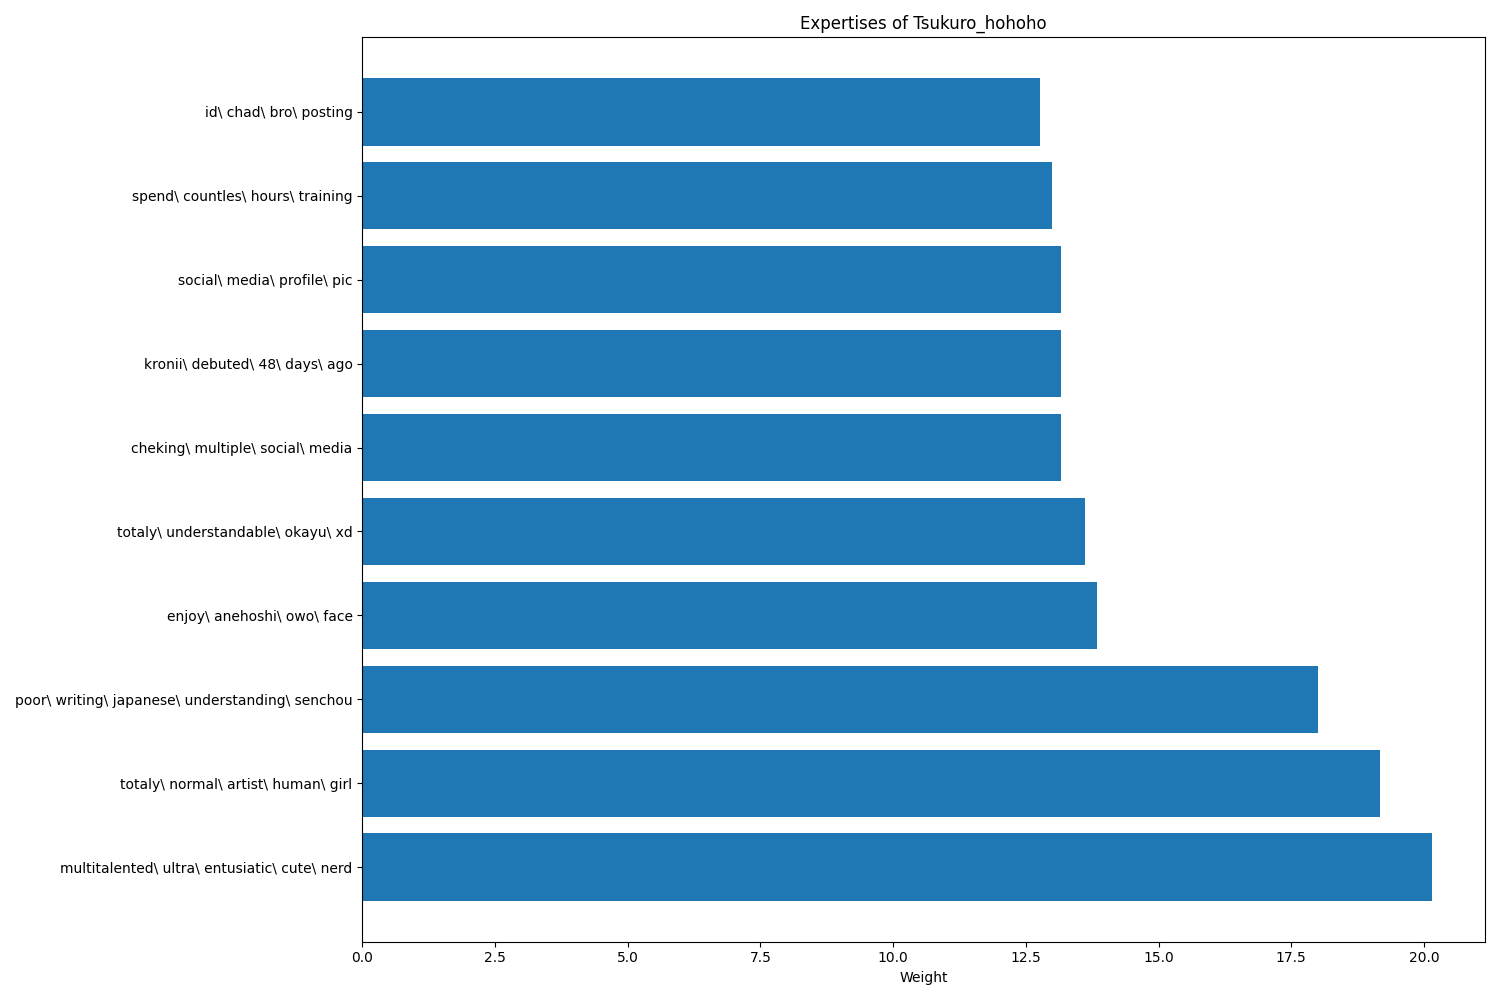 Expertises of Tsukuro_hohoho
id\ chad\ bro\ posting
spend\ countles\ hours\ training
social\ media\ profile\ pic
kronii\ debuted\ 48\ days\ ago
cheking\ multiple\ social\ media
totaly\ understandable\ okayu\ xd
enjoy\ anehoshi\ owo\ face
poor\ writing\ japanese\ understanding\ senchou
totaly\ normal\ artist\ human\ girl
multitalented\ ultra\ entusiatic\ cute\ nerd
0.0 2.5 5.0 7.5 10.0 12.5 15.0 17.5 20.0
Weight